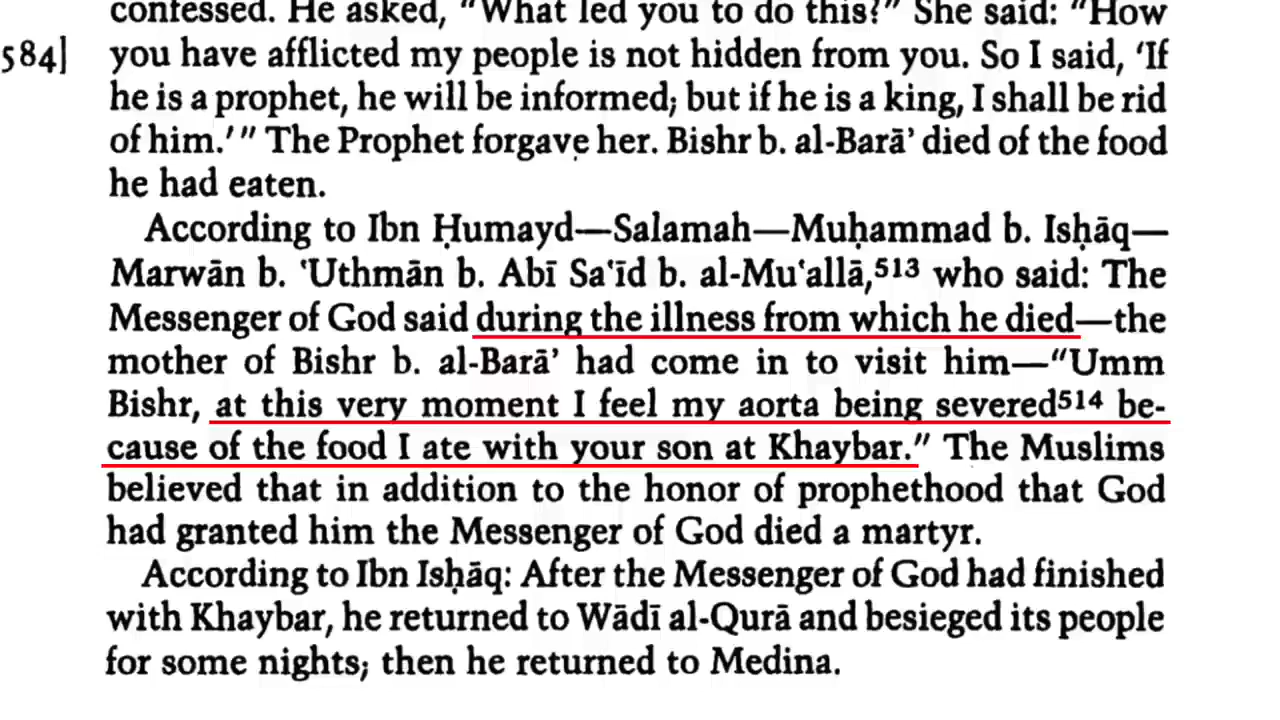 confessed. He asked, “What led you to do this?” She said: “How
584] you have afflicted my people is not hidden from you. So I said, ‘If
he is a prophet, he will be informed; but if he is a king, I shall be rid
of him.’” The Prophet forgave her. Bishr b. al-Barā’ died of the food
he had eaten.
According to Ibn Ḥumayd—Salamah—Muḥammad b. Isḥāq—
Marwān b. ‘Uthmān b. Abī Sa‘īd b. al-Mu‘allā,⁵¹³ who said: The
Messenger of God said during the illness from which he died—the
mother of Bishr b. al-Barā’ had come in to visit him—“Umm
Bishr, at this very moment I feel my aorta being severed⁵¹⁴ be-
cause of the food I ate with your son at Khaybar.” The Muslims
believed that in addition to the honor of prophethood that God
had granted him the Messenger of God died a martyr.
According to Ibn Isḥāq: After the Messenger of God had finished
with Khaybar, he returned to Wādī al-Qurā and besieged its people
for some nights; then he returned to Medina.